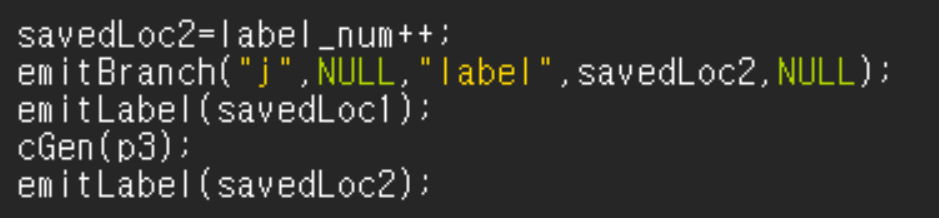 savedLoc2=label_num++;
emitBranch("j",NULL,"label",savedLoc2,NULL);
emitLabel(savedLoc1);
cGen(p3);
emitLabel(savedLoc2);